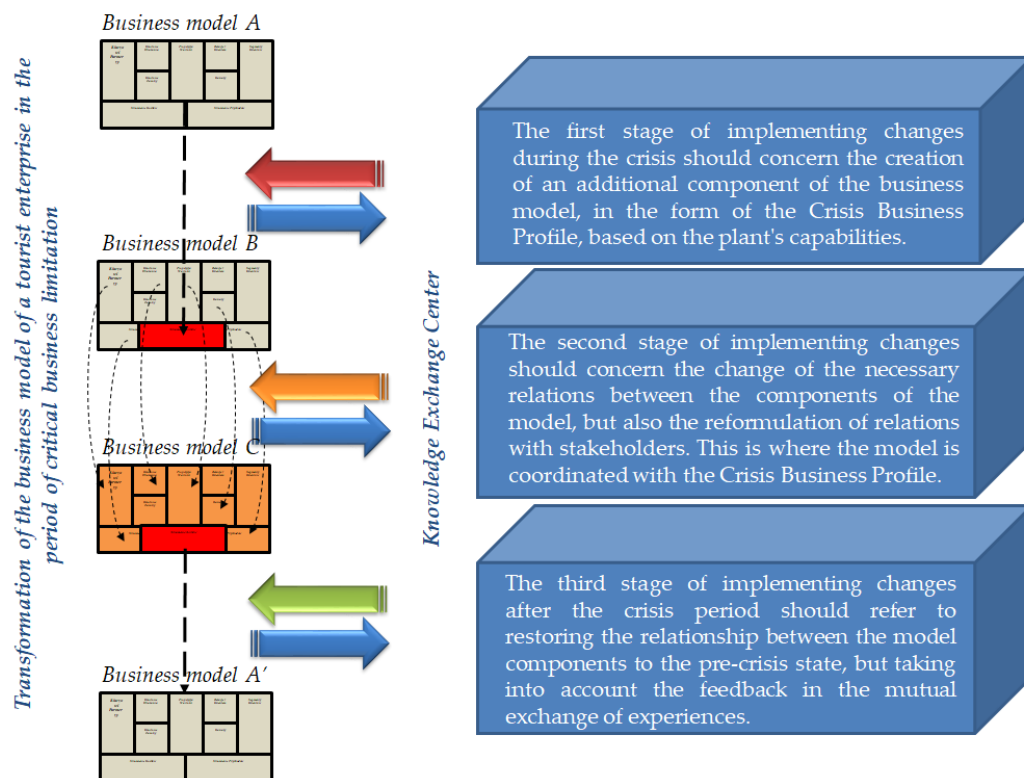 Transformation of the business model of a tourist enterprise in the
period of critical business limitation
Business model A
Business model B
Business model C
Business model A′
Knowledge Exchange Center
The first stage of implementing changes
during the crisis should concern the creation
of an additional component of the business
model, in the form of the Crisis Business
Profile, based on the plant's capabilities.
The second stage of implementing changes
should concern the change of the necessary
relations between the components of the
model, but also the reformulation of relations
with stakeholders. This is where the model is
coordinated with the Crisis Business Profile.
The third stage of implementing changes
after the crisis period should refer to
restoring the relationship between the model
components to the pre-crisis state, but taking
into account the feedback in the mutual
exchange of experiences.